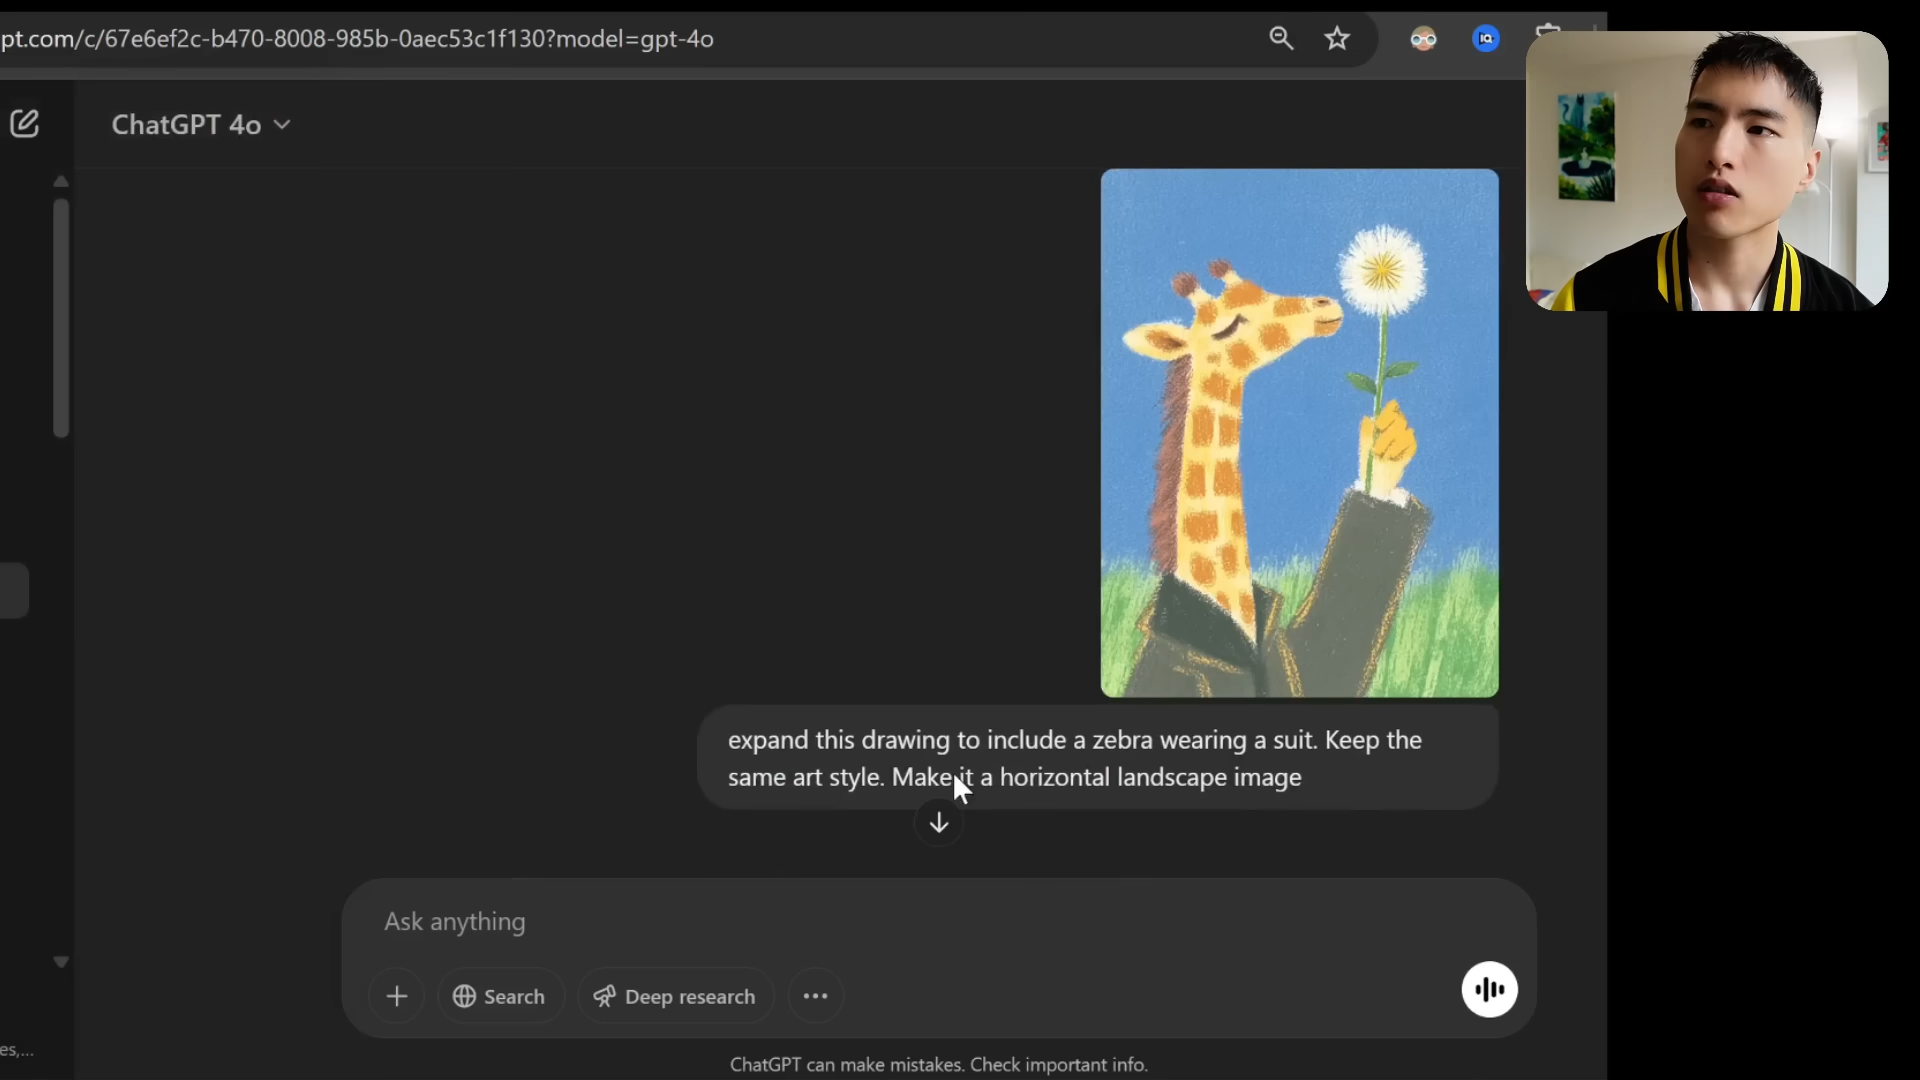 pt.com/c/67e6ef2c-b470-8008-985b-0aec53c1f130?model=gpt-4o
ChatGPT 4o
expand this drawing to include a zebra wearing a suit. Keep the
same art style. Make it a horizontal landscape image
Ask anything
Search
Deep research
es,...
ChatGPT can make mistakes. Check important info.